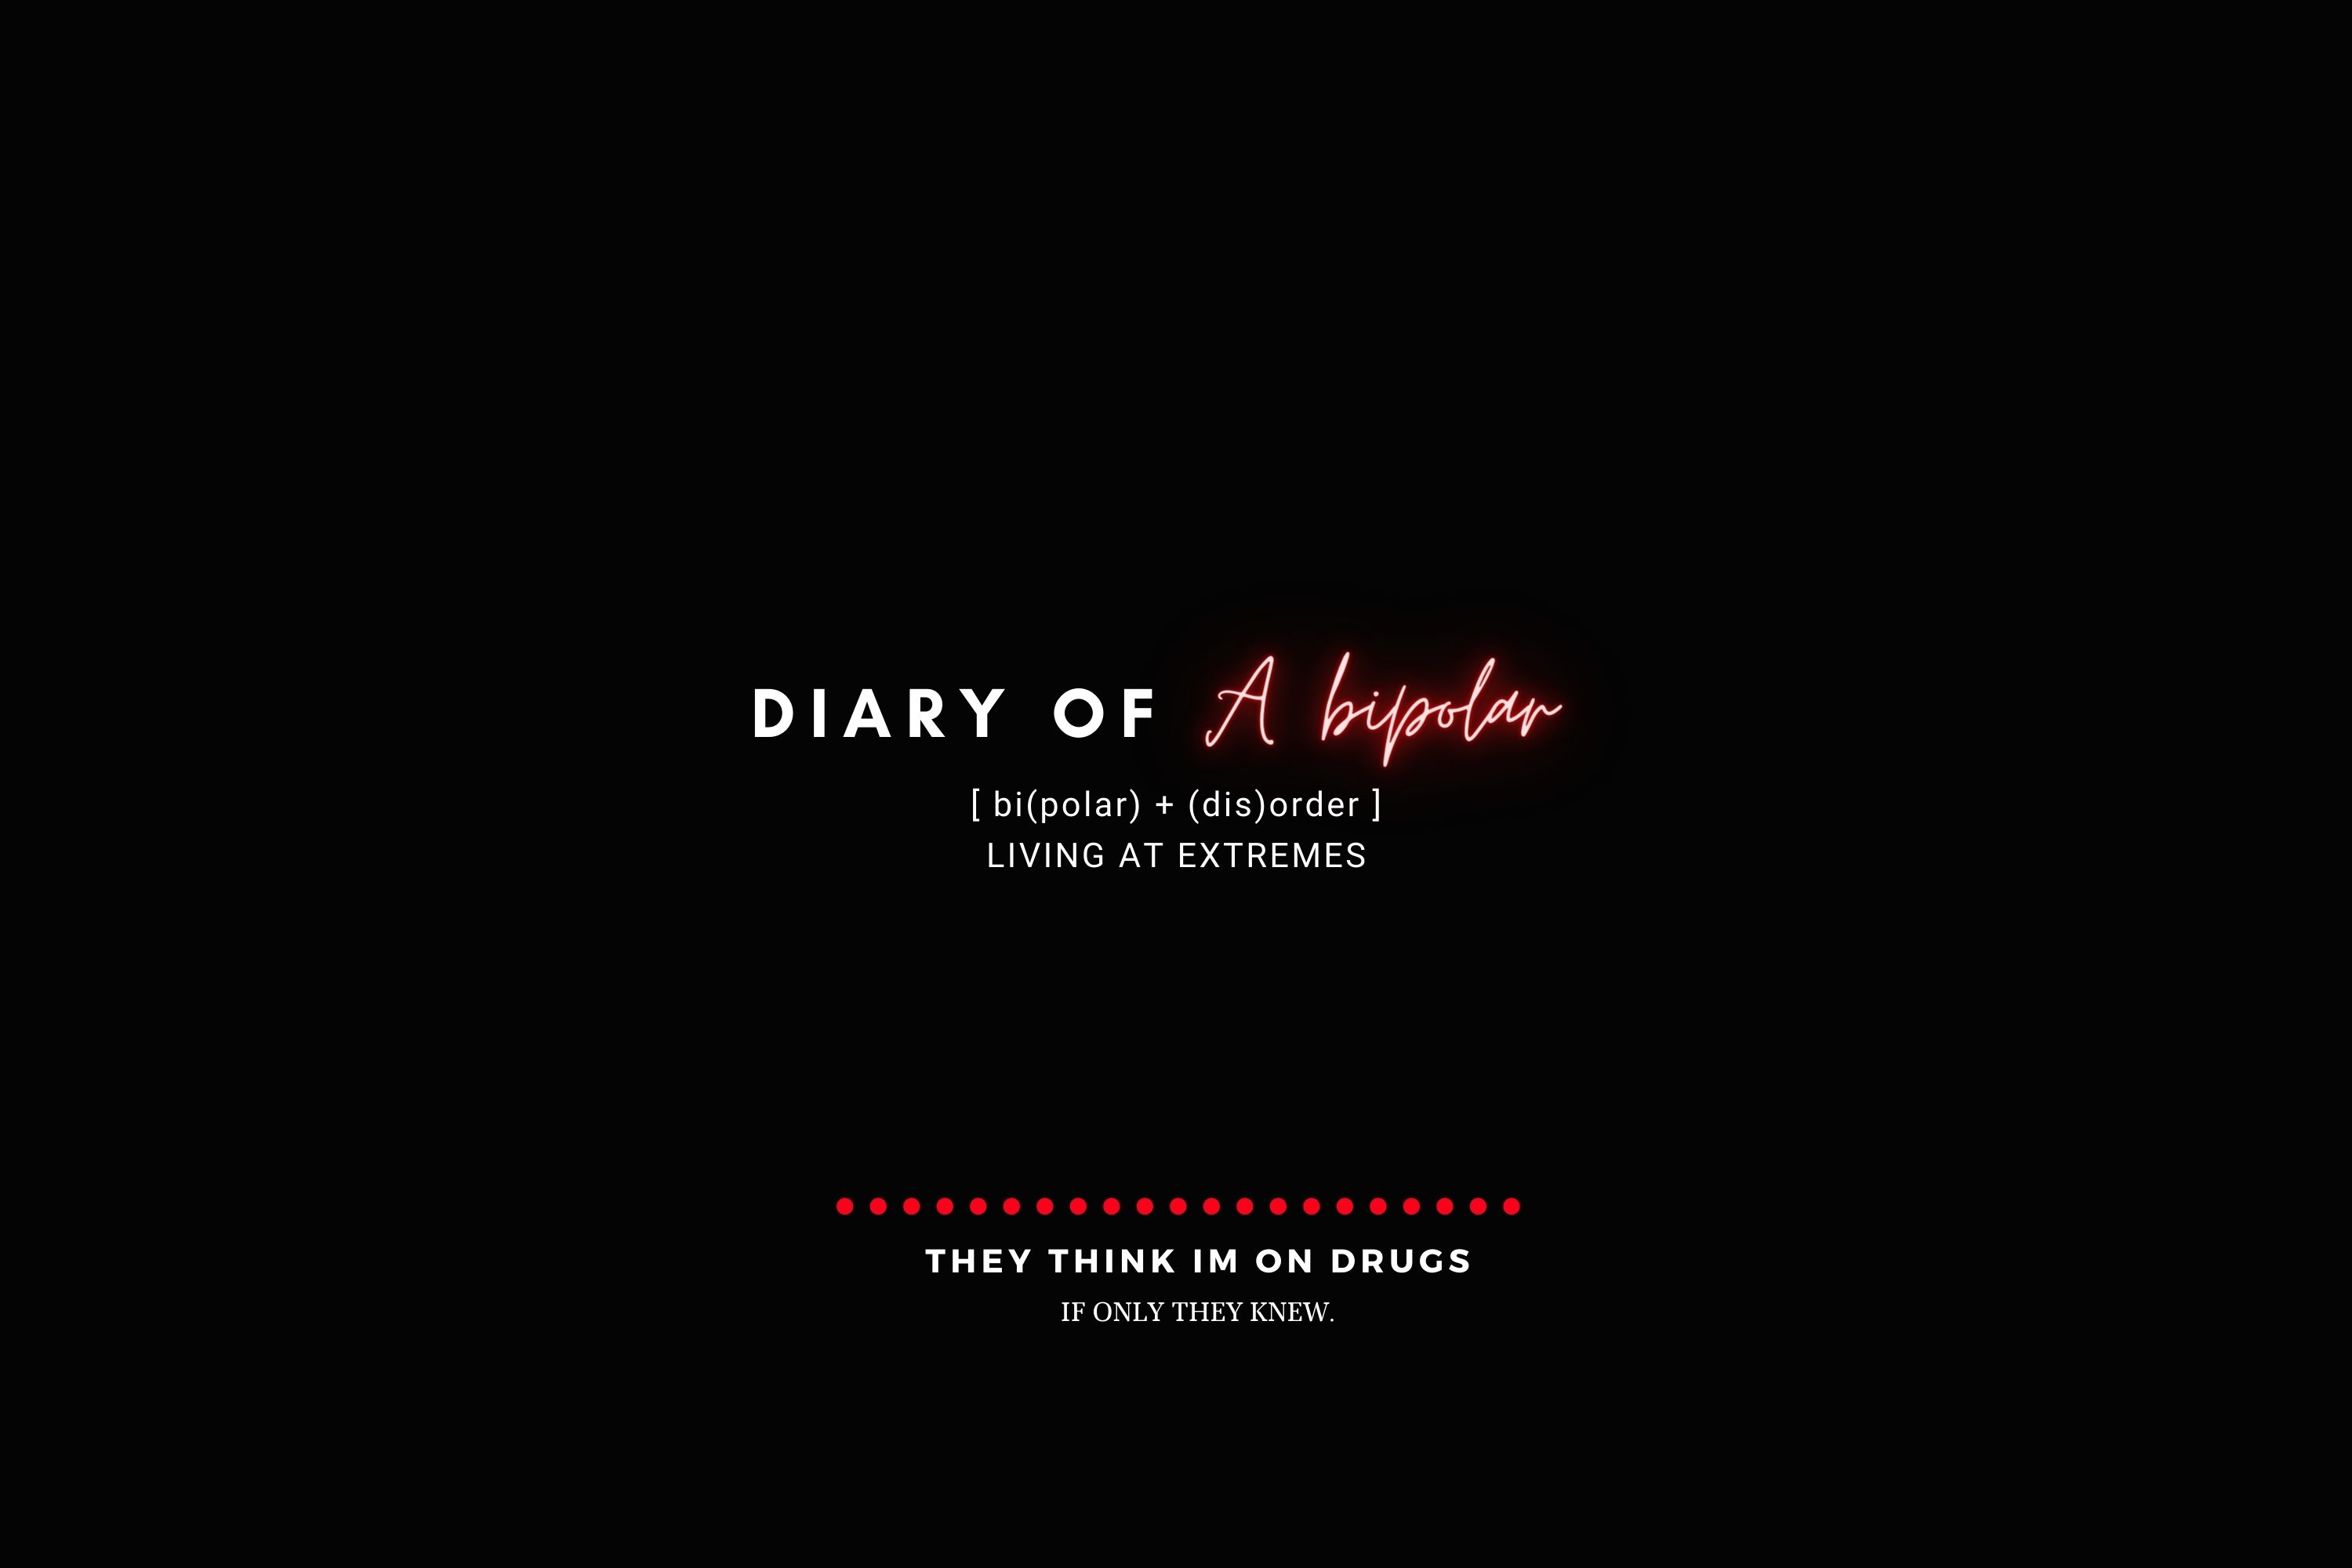 DIARY OF A bipolar
[ bi(polar) + (dis)order ]
LIVING AT EXTREMES
THEY THINK IM ON DRUGS
IF ONLY THEY KNEW.